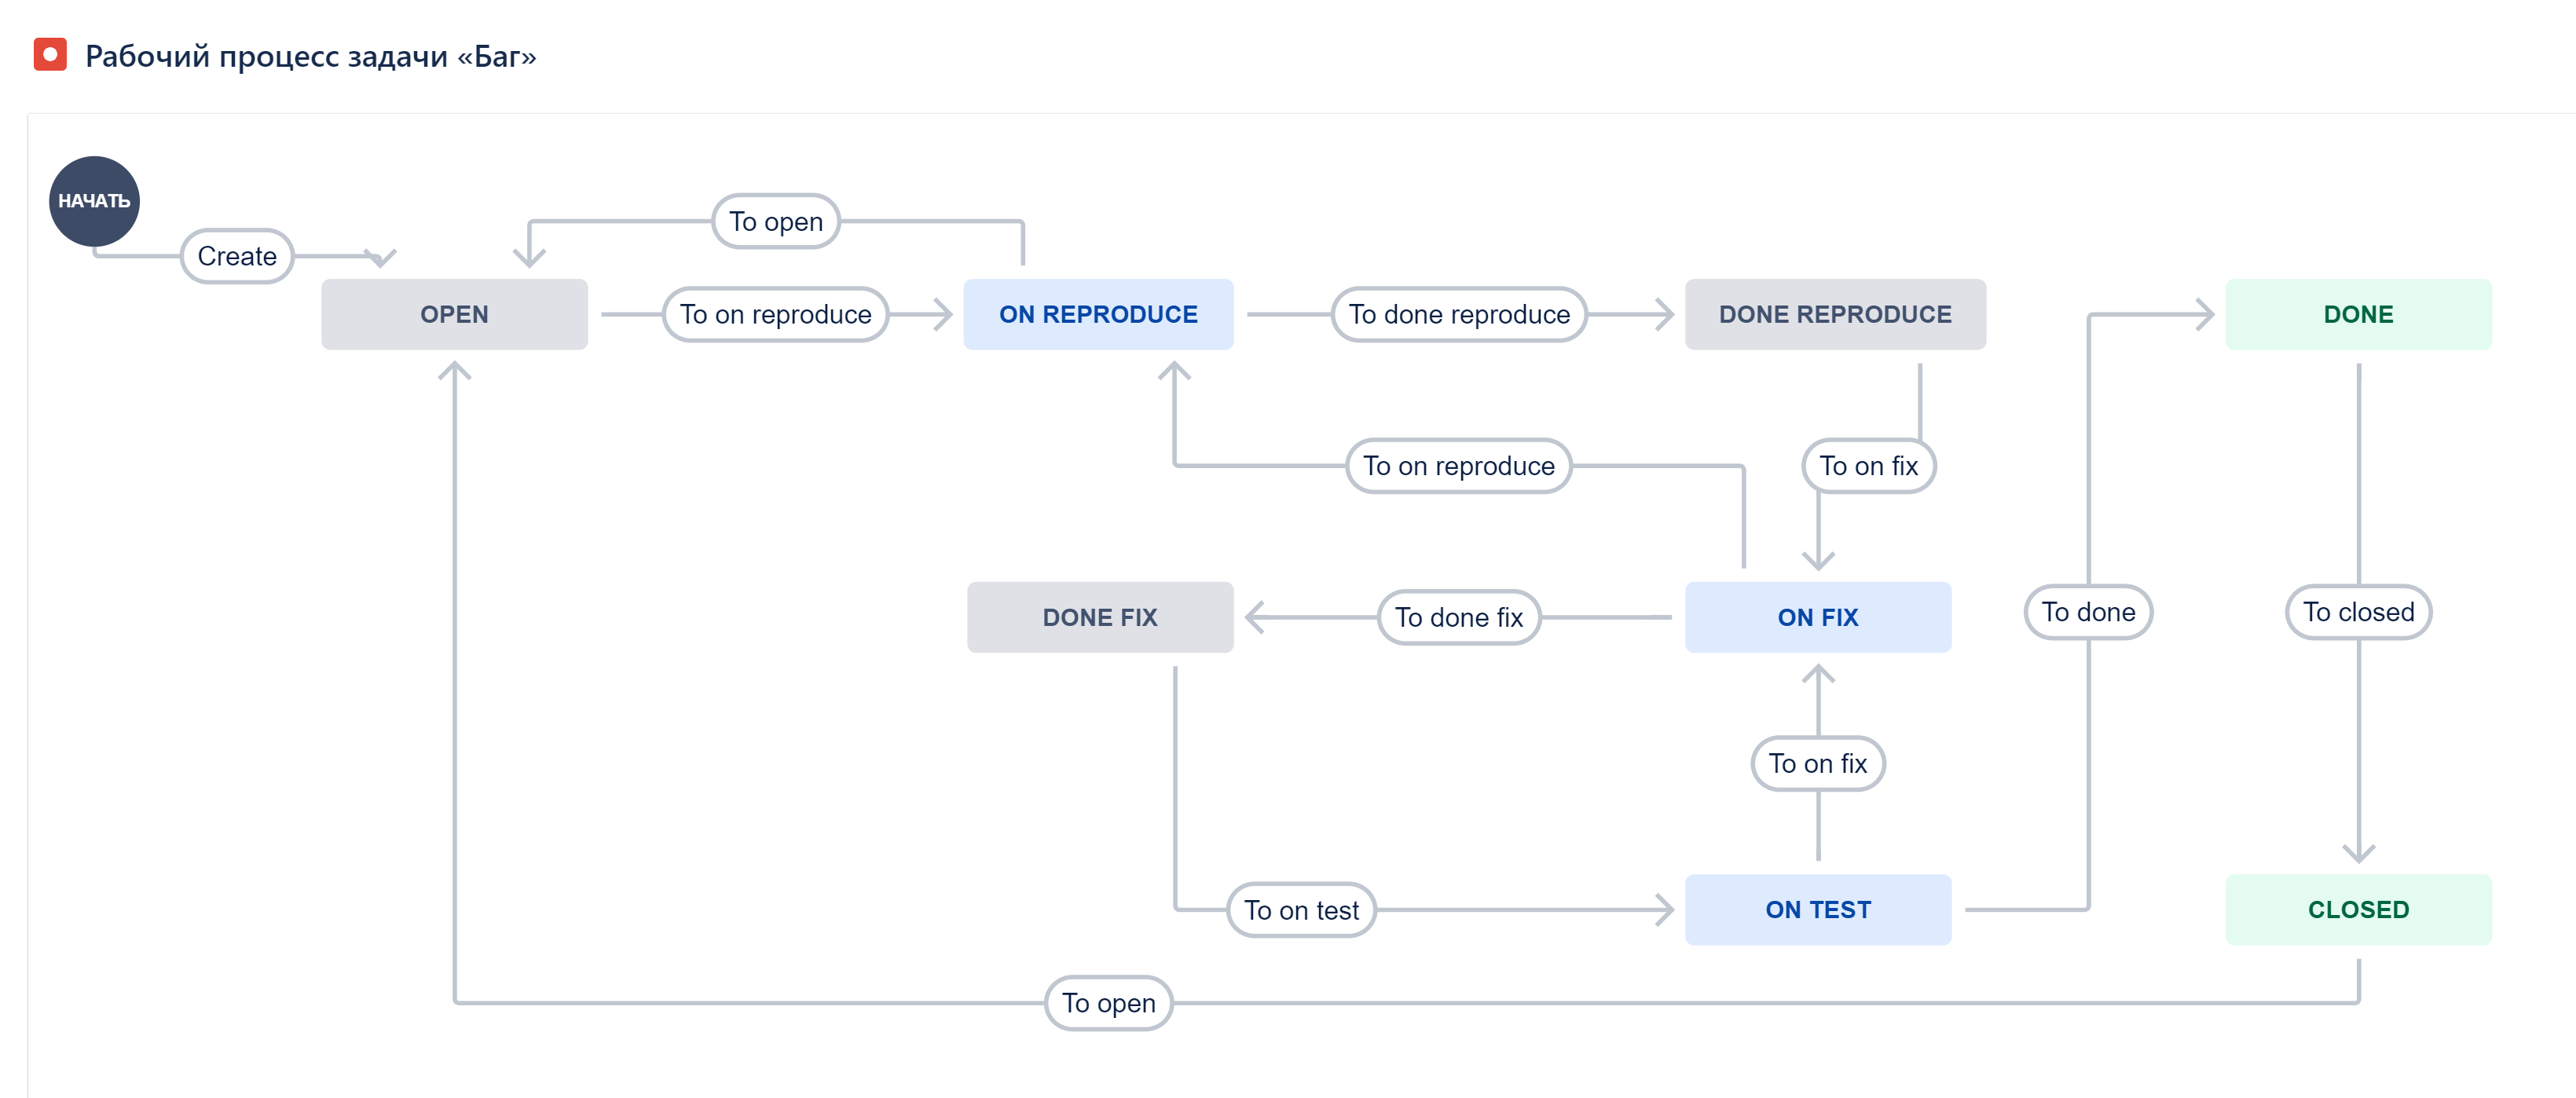 Рабочий процесс задачи «Баг»
НАЧАТЬ
Create
To open
OPEN
To on reproduce
ON REPRODUCE
To done reproduce
DONE REPRODUCE
DONE
To on reproduce
To on fix
DONE FIX
To done fix
ON FIX
To done
To closed
To on fix
To on test
ON TEST
CLOSED
To open